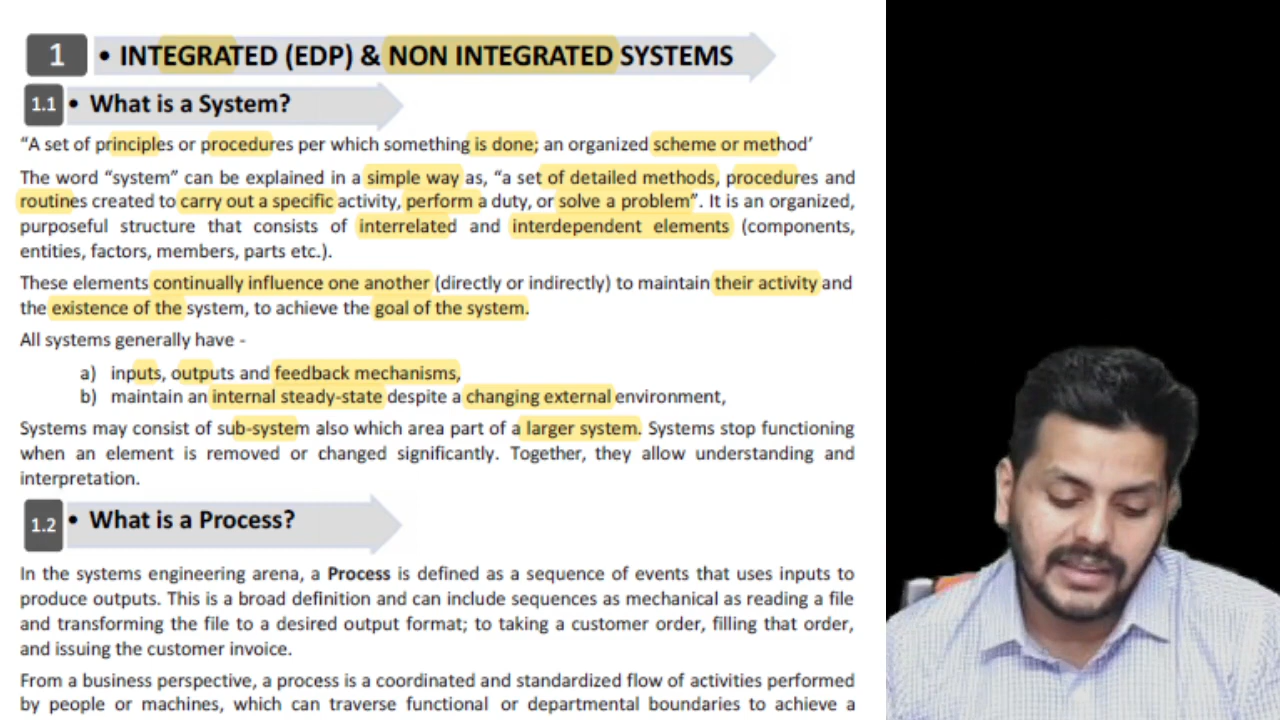 1 • INTEGRATED (EDP) & NON INTEGRATED SYSTEMS
1.1 • What is a System?
“A set of principles or procedures per which something is done; an organized scheme or method’
The word “system” can be explained in a simple way as, “a set of detailed methods, procedures and
routines created to carry out a specific activity, perform a duty, or solve a problem”. It is an organized,
purposeful structure that consists of interrelated and interdependent elements (components,
entities, factors, members, parts etc.).
These elements continually influence one another (directly or indirectly) to maintain their activity and
the existence of the system, to achieve the goal of the system.
All systems generally have -
a) inputs, outputs and feedback mechanisms,
b) maintain an internal steady-state despite a changing external environment,
Systems may consist of sub-system also which area part of a larger system. Systems stop functioning
when an element is removed or changed significantly. Together, they allow understanding and
interpretation.
1.2 • What is a Process?
In the systems engineering arena, a Process is defined as a sequence of events that uses inputs to
produce outputs. This is a broad definition and can include sequences as mechanical as reading a file
and transforming the file to a desired output format; to taking a customer order, filling that order,
and issuing the customer invoice.
From a business perspective, a process is a coordinated and standardized flow of activities performed
by people or machines, which can traverse functional or departmental boundaries to achieve a